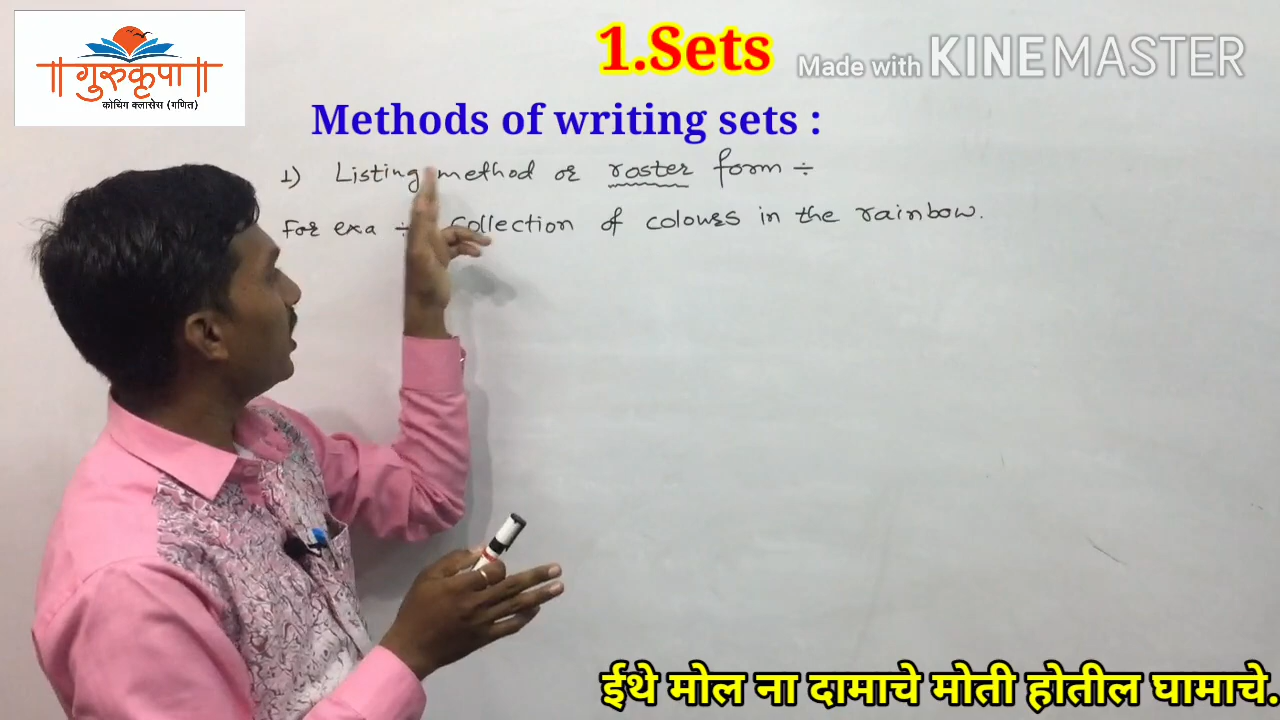 1.Sets
Made with KINEMASTER
॥ गुरुकृपा ॥
कोचिंग क्लासेस (गणित)
Methods of writing sets :
1) Listing method or roster form ÷
For exa ÷ collection of colours in the rainbow.
ईथे मोल ना दामाचे मोती होतील घामाचे.